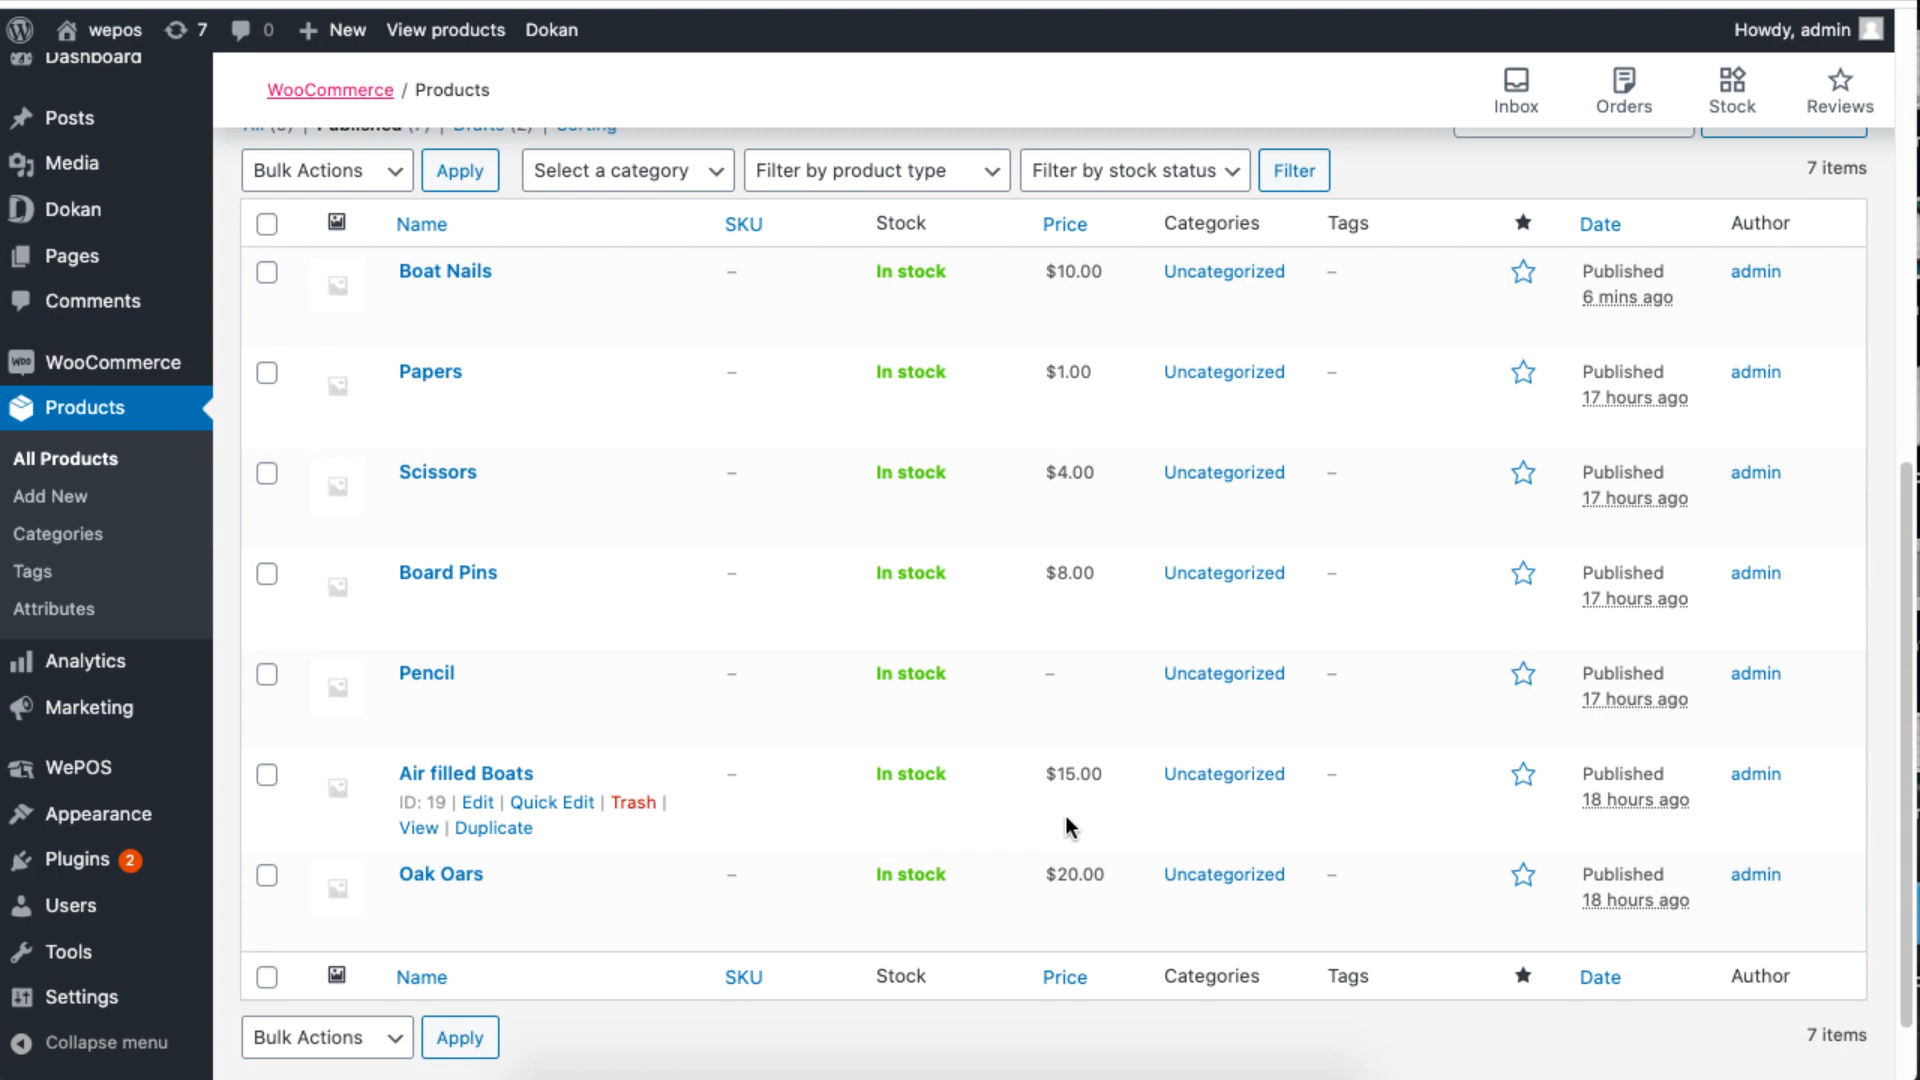 wepos 7 0 New View products Dokan Howdy, admin
Dashboard
Posts
Media
Dokan
Pages
Comments
WooCommerce
Products
All Products
Add New
Categories
Tags
Attributes
Analytics
Marketing
WePOS
Appearance
Plugins 2
Users
Tools
Settings
Collapse menu
WooCommerce / Products
Inbox Orders Stock Reviews
Published Drafts (2) | Sorting
Bulk Actions Apply Select a category Filter by product type Filter by stock status Filter 7 items
Name SKU Stock Price Categories Tags Date Author
Boat Nails – In stock $10.00 Uncategorized – Published admin
6 mins ago
Papers – In stock $1.00 Uncategorized – Published admin
17 hours ago
Scissors – In stock $4.00 Uncategorized – Published admin
17 hours ago
Board Pins – In stock $8.00 Uncategorized – Published admin
17 hours ago
Pencil – In stock – Uncategorized – Published admin
17 hours ago
Air filled Boats – In stock $15.00 Uncategorized – Published admin
ID: 19 | Edit | Quick Edit | Trash | 18 hours ago
View | Duplicate
Oak Oars – In stock $20.00 Uncategorized – Published admin
18 hours ago
Name SKU Stock Price Categories Tags Date Author
Bulk Actions Apply 7 items